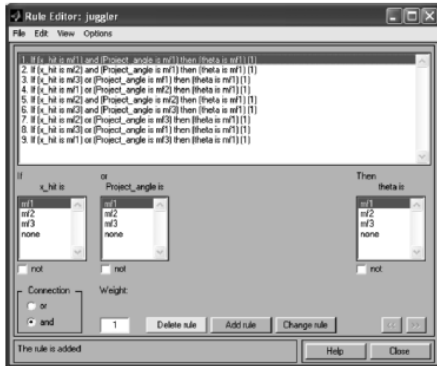 Rule Editor: juggler
File Edit View Options
1. If (x_hit is mf1) and (Project_angle is mf1) then (theta is mf1) (1)
2. If (x_hit is mf2) and (Project_angle is mf1) then (theta is mf1) (1)
3. If (x_hit is mf3) or (Project_angle is mf1) then (theta is mf1) (1)
4. If (x_hit is mf1) or (Project_angle is mf2) then (theta is mf1) (1)
5. If (x_hit is mf2) and (Project_angle is mf2) then (theta is mf1) (1)
6. If (x_hit is mf3) and (Project_angle is mf2) then (theta is mf1) (1)
7. If (x_hit is mf2) or (Project_angle is mf3) then (theta is mf1) (1)
8. If (x_hit is mf3) or (Project_angle is mf1) then (theta is mf1) (1)
9. If (x_hit is mf1) or (Project_angle is mf3) then (theta is mf1) (1)
If or Then
x_hit is Project_angle is theta is
mf1 mf1 mf1
mf2 mf2 mf2
mf3 mf3 mf3
none none none
not not not
Connection Weight:
or
and 1 Delete rule Add rule Change rule << >>
The rule is added Help Close